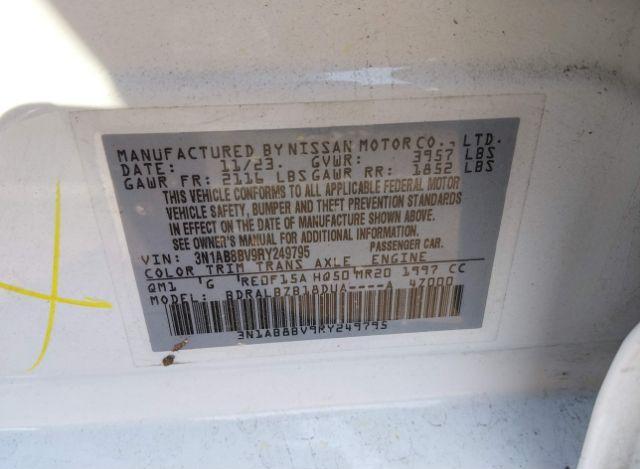 MANUFACTURED BY NISSAN MOTOR CO., LTD.
DATE: 11/23. GVWR: 3957 LBS
GAWR FR: 2116 LBS GAWR RR: 1852 LBS
THIS VEHICLE CONFORMS TO ALL APPLICABLE FEDERAL MOTOR
VEHICLE SAFETY, BUMPER AND THEFT PREVENTION STANDARDS
IN EFFECT ON THE DATE OF MANUFACTURE SHOWN ABOVE.
SEE OWNER'S MANUAL FOR ADDITIONAL INFORMATION.
VIN: 3N1AB8BV9RY249795 PASSENGER CAR.
COLOR TRIM TRANS AXLE ENGINE
QM1 G RE0F15A HQ50 MR20 1997 CC
MODEL: BDRALBZB18DUA----A 47000
3N1AB8BV9RY249795